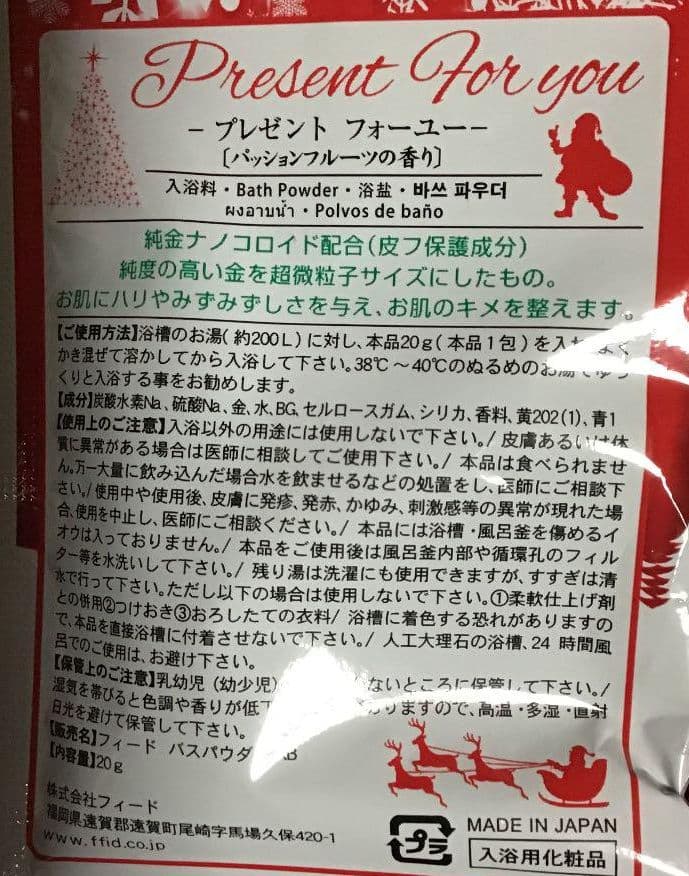 Present For you
− プレゼント フォーユー −
〔パッションフルーツの香り〕
入浴料・Bath Powder・浴盐・바쓰 파우더
ผงอาบน้ำ・Polvos de baño
純金ナノコロイド配合（皮フ保護成分）
純度の高い金を超微粒子サイズにしたもの。
お肌にハリやみずみずしさを与え、お肌のキメを整えます。
【ご使用方法】浴槽のお湯（約200L）に対し、本品20g（本品1包）を入
かき混ぜて溶かしてから入浴して下さい。38℃〜40℃のぬるめのお湯でゆっ
くりと入浴する事をお勧めします。
【成分】炭酸水素Na、硫酸Na、金、水、BG、セルロースガム、シリカ、香料、黄202(1)、青1
【使用上のご注意】入浴以外の用途には使用しないで下さい。/ 皮膚あるいは体
質に異常がある場合は医師に相談してご使用下さい。/ 本品は食べられませ
ん。万一大量に飲み込んだ場合水を飲ませるなどの処置をし、医師にご相談下
さい。/ 使用中や使用後、皮膚に発疹、発赤、かゆみ、刺激感等の異常が現れた場
合、使用を中止し、医師にご相談ください。/ 本品には浴槽・風呂釜を傷めるイ
オウは入っておりません。/ 本品をご使用後は風呂釜内部や循環孔のフィル
ター等を水洗いして下さい。/ 残り湯は洗濯にも使用できますが、すすぎは清
水で行って下さい。ただし以下の場合は使用しないで下さい。①柔軟仕上げ剤
との併用②つけおき③おろしたての衣料/ 浴槽に着色する恐れがありますの
で、本品を直接浴槽に付着させないで下さい。/ 人工大理石の浴槽、24 時間風
呂でのご使用は、お避け下さい。
【保管上のご注意】乳幼児（幼少児）ないところに保管して下さい。/
湿気を帯びると色調や香りが低下りますので、高温・多湿・直射
日光を避けて保管して下さい。
【販売名】フィード バスパウダ AB
【内容量】20g
株式会社フィード
福岡県遠賀郡遠賀町尾崎字馬場久保420-1
www.ffid.co.jp
プラ
MADE IN JAPAN
入浴用化粧品